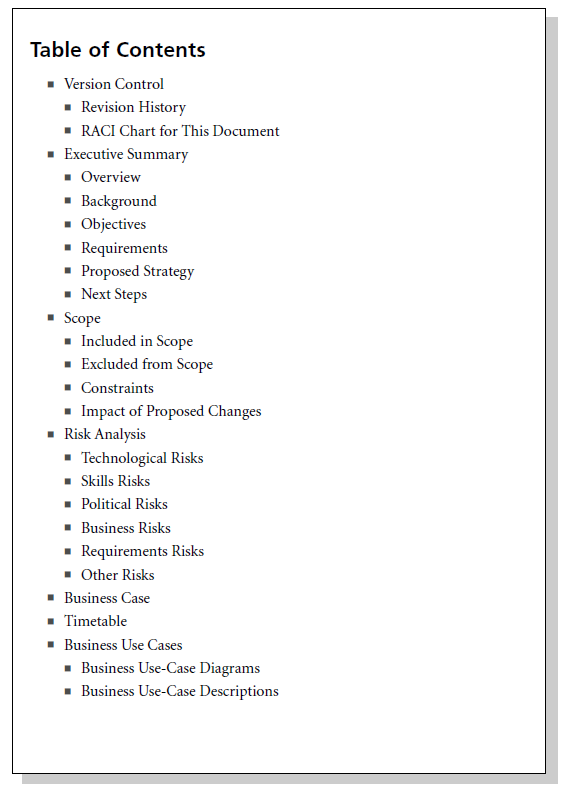 Table of Contents
Version Control
Revision History
RACI Chart for This Document
Executive Summary
Overview
Background
Objectives
Requirements
Proposed Strategy
Next Steps
Scope
Included in Scope
Excluded from Scope
Constraints
Impact of Proposed Changes
Risk Analysis
Technological Risks
Skills Risks
Political Risks
Business Risks
Requirements Risks
Other Risks
Business Case
Timetable
Business Use Cases
Business Use-Case Diagrams
Business Use-Case Descriptions